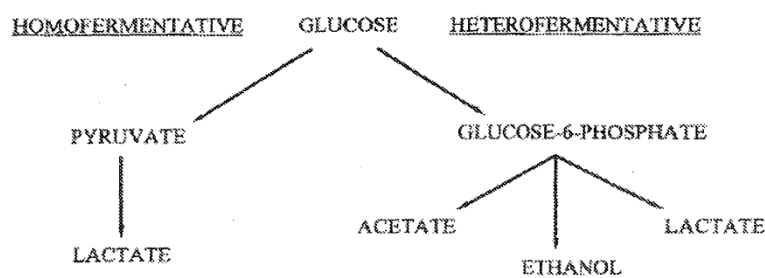 HOMOFERMENTATIVE GLUCOSE HETEROFERMENTATIVE
PYRUVATE GLUCOSE-6-PHOSPHATE
ACETATE LACTATE
LACTATE ETHANOL